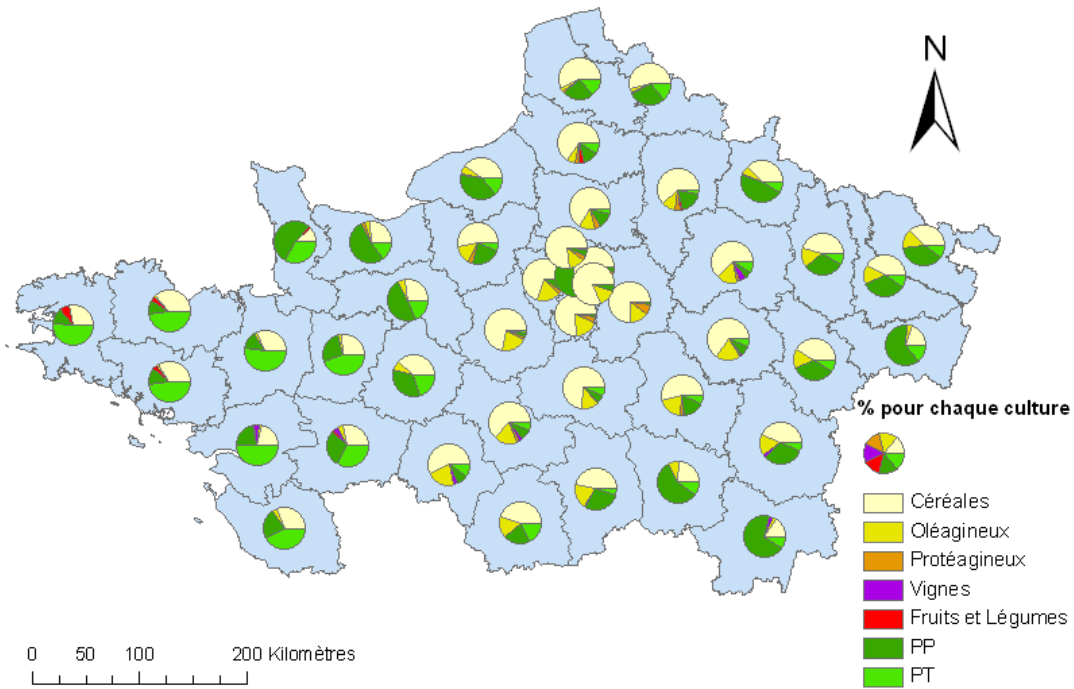 N
% pour chaque culture
Céréales
Oléagineux
Protéagineux
Vignes
Fruits et Légumes
PP
PT
0 50 100 200 Kilomètres